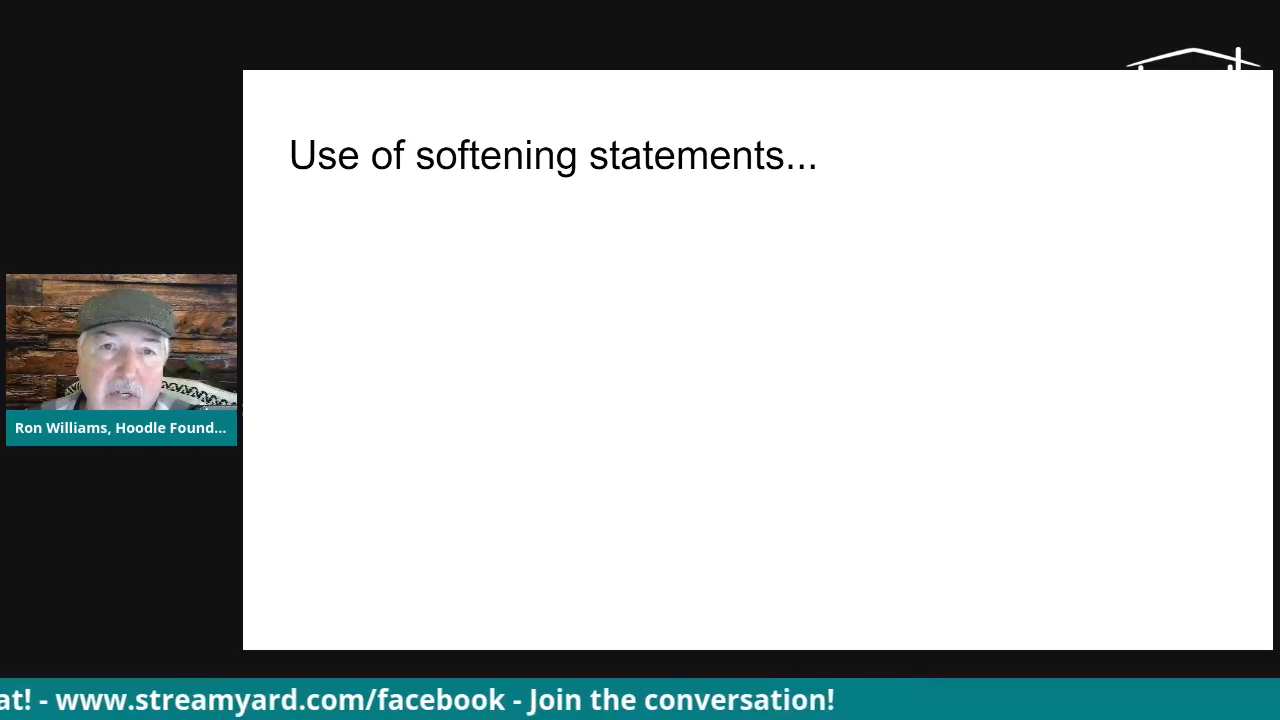 Use of softening statements...
Ron Williams, Hoodle Found...
at! - www.streamyard.com/facebook - Join the conversation!